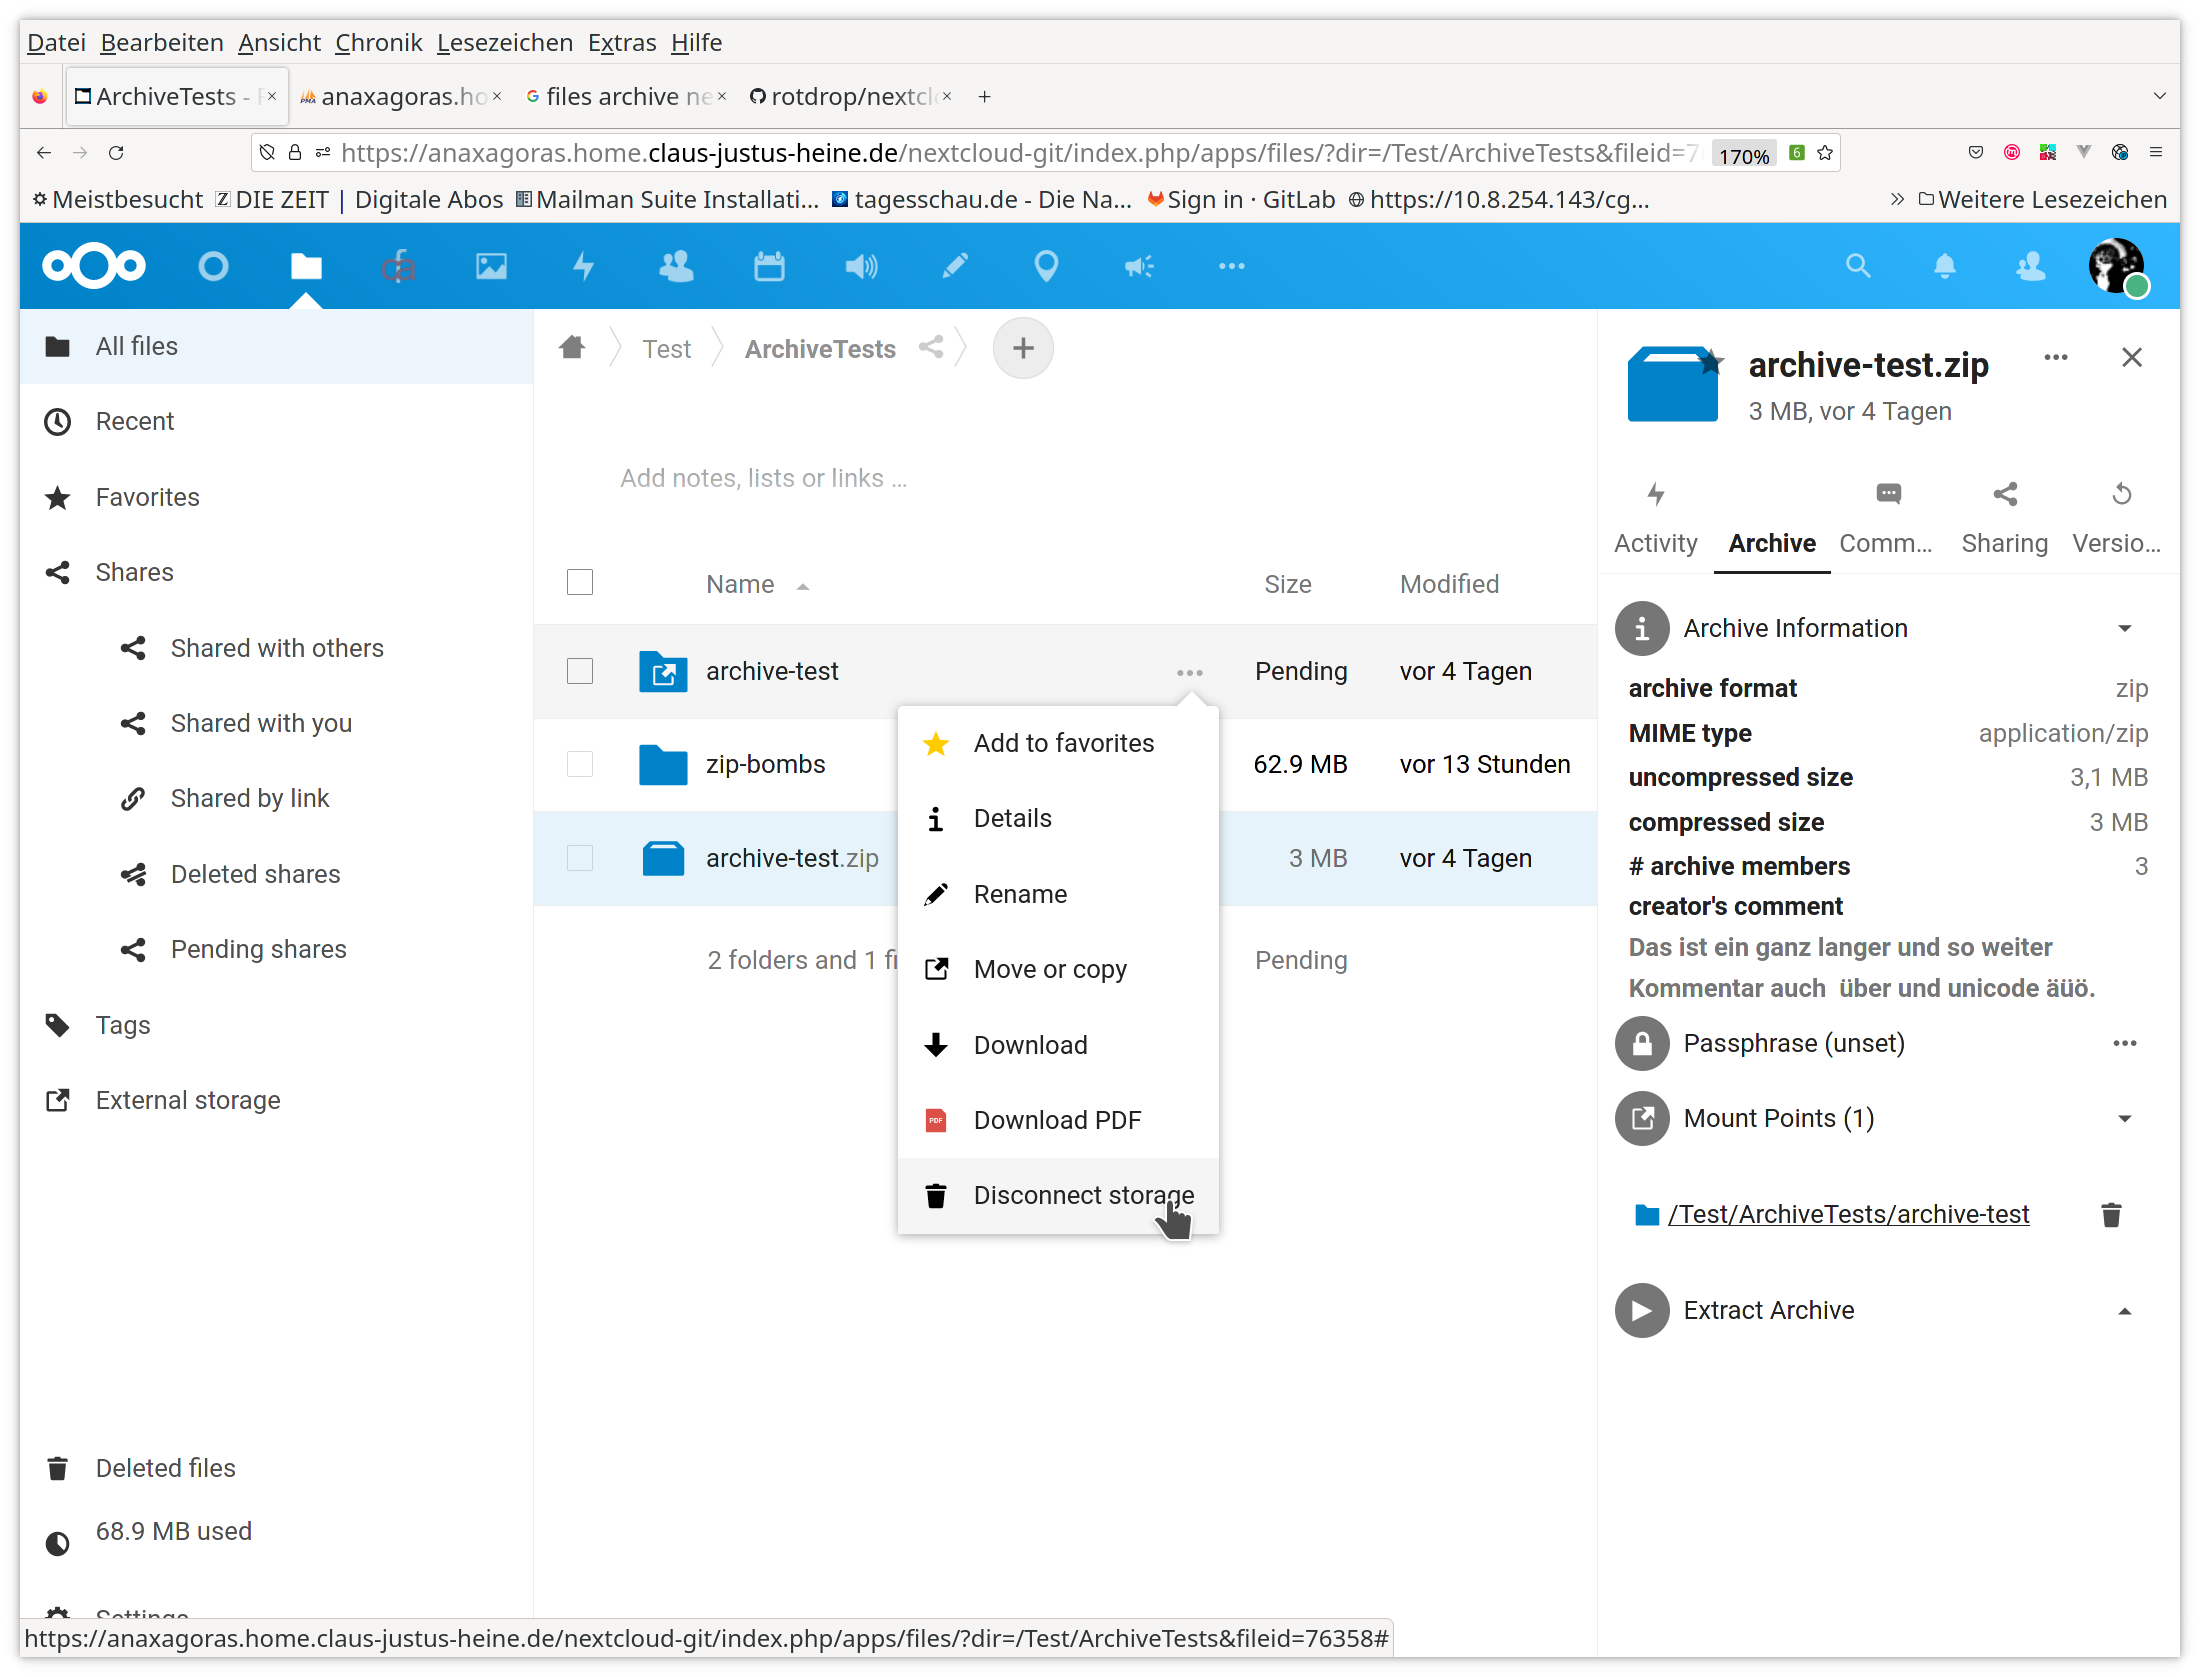 Datei Bearbeiten Ansicht Chronik Lesezeichen Extras Hilfe
ArchiveTests - anaxagoras.ho files archive ne rotdrop/nextcl
https://anaxagoras.home.claus-justus-heine.de/nextcloud-git/index.php/apps/files/?dir=/Test/ArchiveTests&fileid=7 170% 6
Meistbesucht DIE ZEIT | Digitale Abos Mailman Suite Installati... tagesschau.de - Die Na... Sign in · GitLab https://10.8.254.143/cg... Weitere Lesezeichen
All files
Recent
Favorites
Shares
Shared with others
Shared with you
Shared by link
Deleted shares
Pending shares
Tags
External storage
Deleted files
68.9 MB used
Settings
Test ArchiveTests
Add notes, lists or links ...
Name Size Modified
archive-test Pending vor 4 Tagen
zip-bombs 62.9 MB vor 13 Stunden
archive-test.zip 3 MB vor 4 Tagen
2 folders and 1 fi Pending
Add to favorites
Details
Rename
Move or copy
Download
PDF Download PDF
Disconnect storage
archive-test.zip
3 MB, vor 4 Tagen
Activity Archive Comm... Sharing Versio...
Archive Information
archive format zip
MIME type application/zip
uncompressed size 3,1 MB
compressed size 3 MB
# archive members 3
creator's comment
Das ist ein ganz langer und so weiter
Kommentar auch über und unicode äüö.
Passphrase (unset)
Mount Points (1)
/Test/ArchiveTests/archive-test
Extract Archive
https://anaxagoras.home.claus-justus-heine.de/nextcloud-git/index.php/apps/files/?dir=/Test/ArchiveTests&fileid=76358#